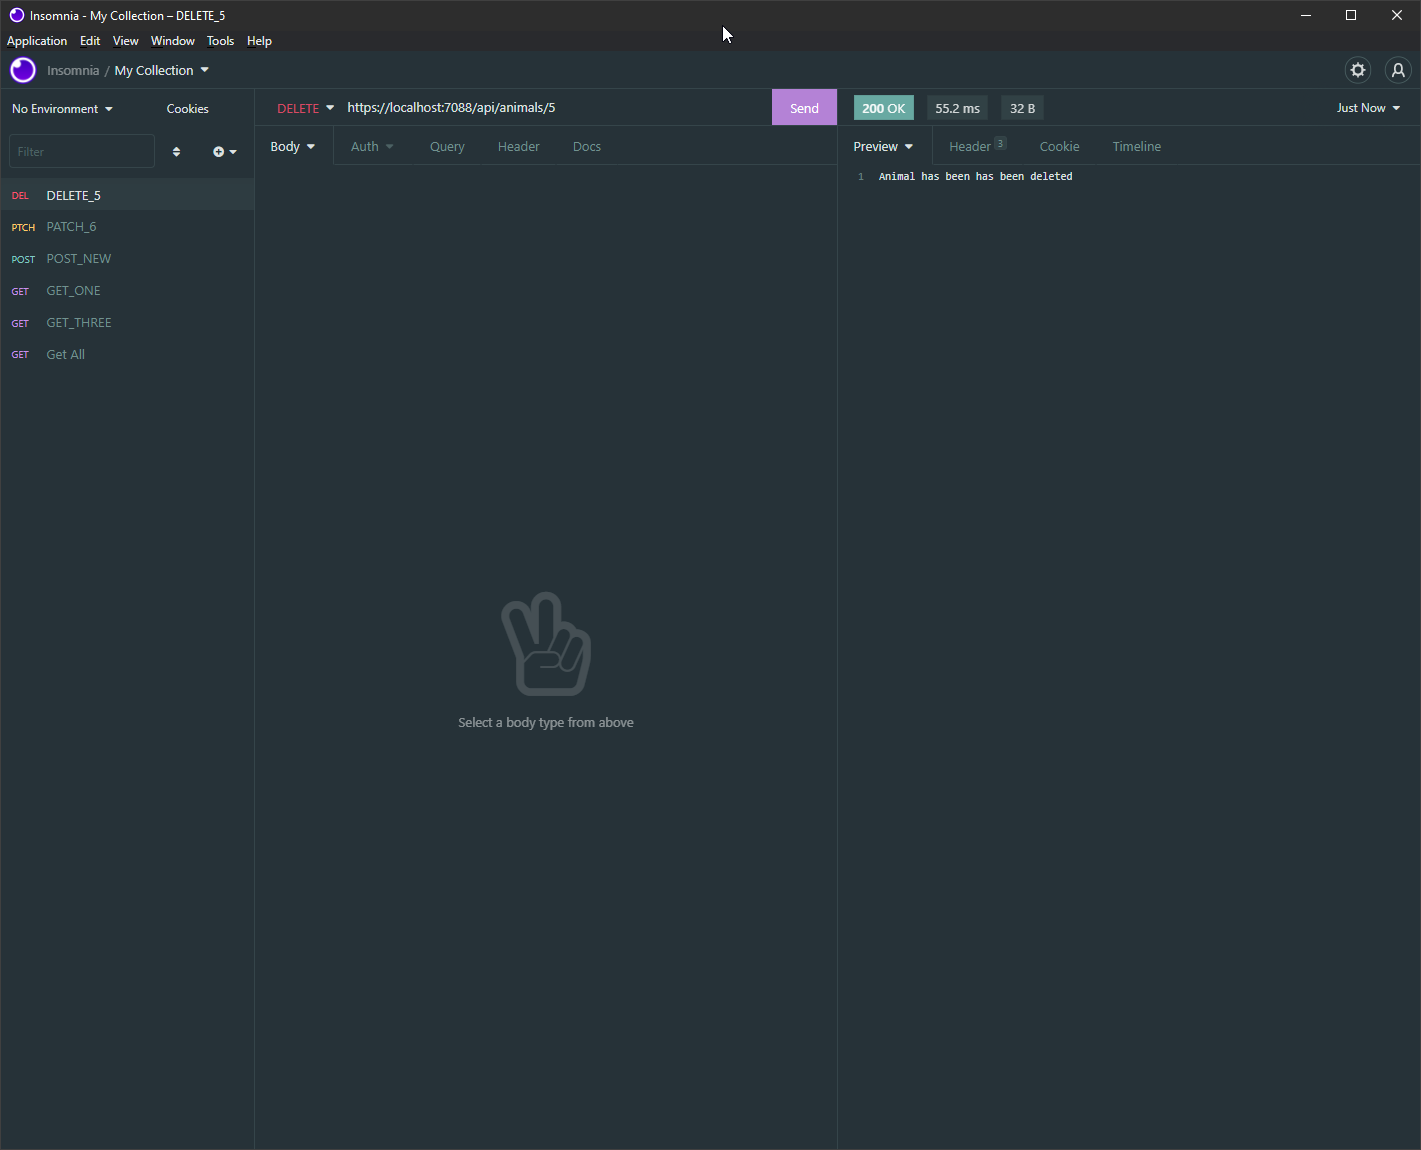 Insomnia - My Collection – DELETE_5
Application Edit View Window Tools Help
Insomnia / My Collection
No Environment Cookies
Filter
DEL DELETE_5
PTCH PATCH_6
POST POST_NEW
GET GET_ONE
GET GET_THREE
GET Get All
DELETE https://localhost:7088/api/animals/5 Send
Body Auth Query Header Docs
Select a body type from above
200 OK 55.2 ms 32 B Just Now
Preview Header 3 Cookie Timeline
1 Animal has been has been deleted